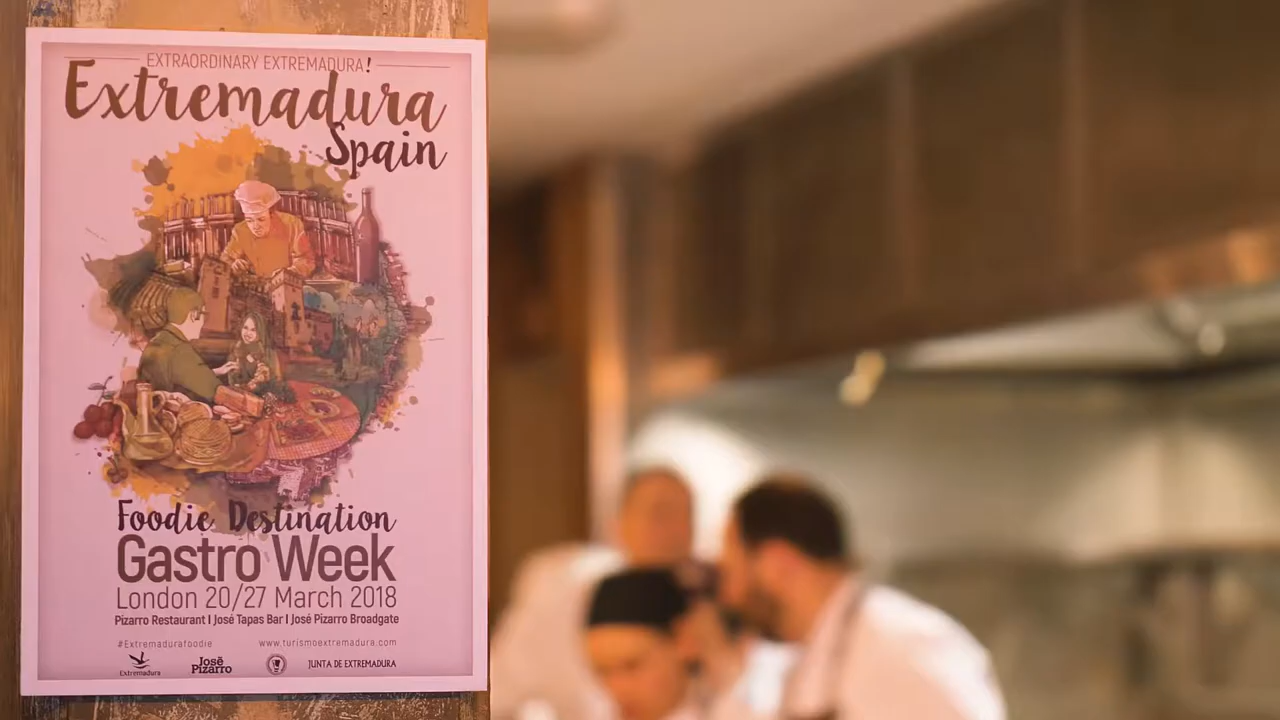 EXTRAORDINARY EXTREMADURA!
Extremadura
Spain
Foodie Destination
Gastro Week
London 20/27 March 2018
Pizarro Restaurant | José Tapas Bar | José Pizarro Broadgate
#Extremadurafoodie www.turismoextremadura.com
Extremadura José Pizarro JUNTA DE EXTREMADURA